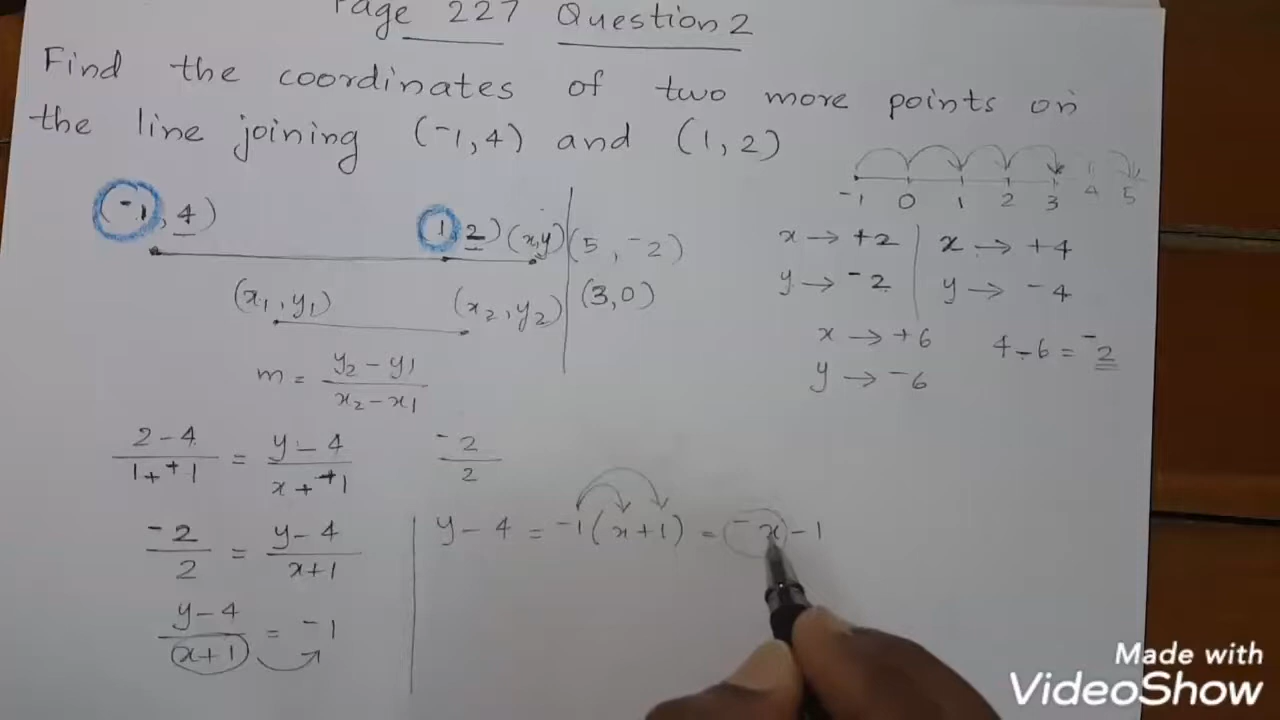 Page 227 Question 2
Find the coordinates of two more points on
the line joining (-1, 4) and (1, 2)
-1 0 1 2 3 4 5
(-1, 4) 1, 2) (x,y) (5, -2)
(x1, y1) (x2, y2) (3, 0)
m = y2 - y1 / x2 - x1
x → +2 x → +4
y → -2 y → -4
x → +6 4 - 6 = -2
y → -6
2 - 4 / 1 + +1 = y - 4 / x + +1 -2 / 2
-2 / 2 = y - 4 / x + 1
y - 4 / x + 1 = -1
y - 4 = -1(x + 1) = -x - 1
Made with
VideoShow